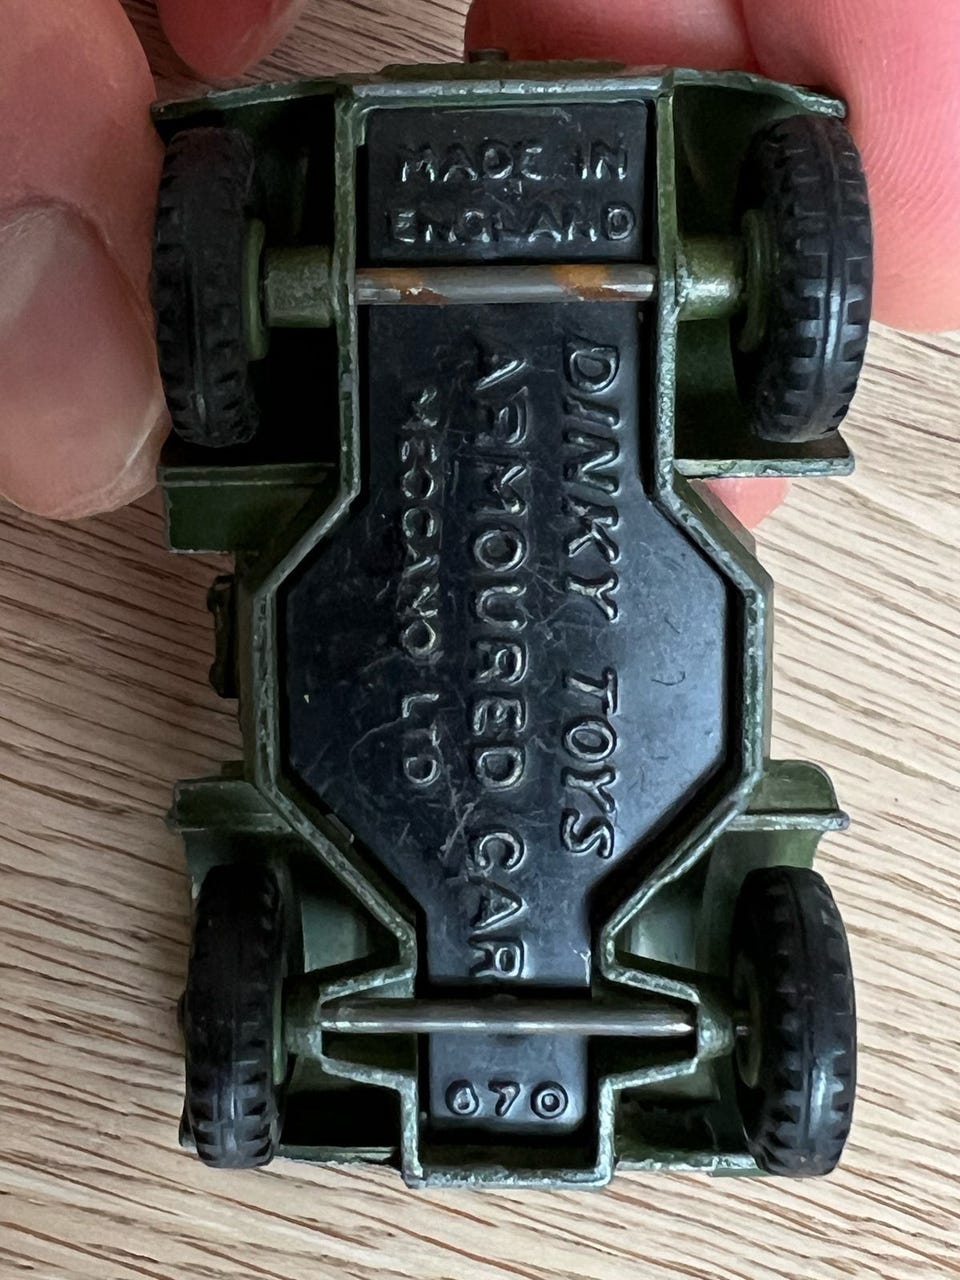 MADE IN
ENGLAND
DINKY TOYS
ARMOURED CAR
MECCANO LTD
670